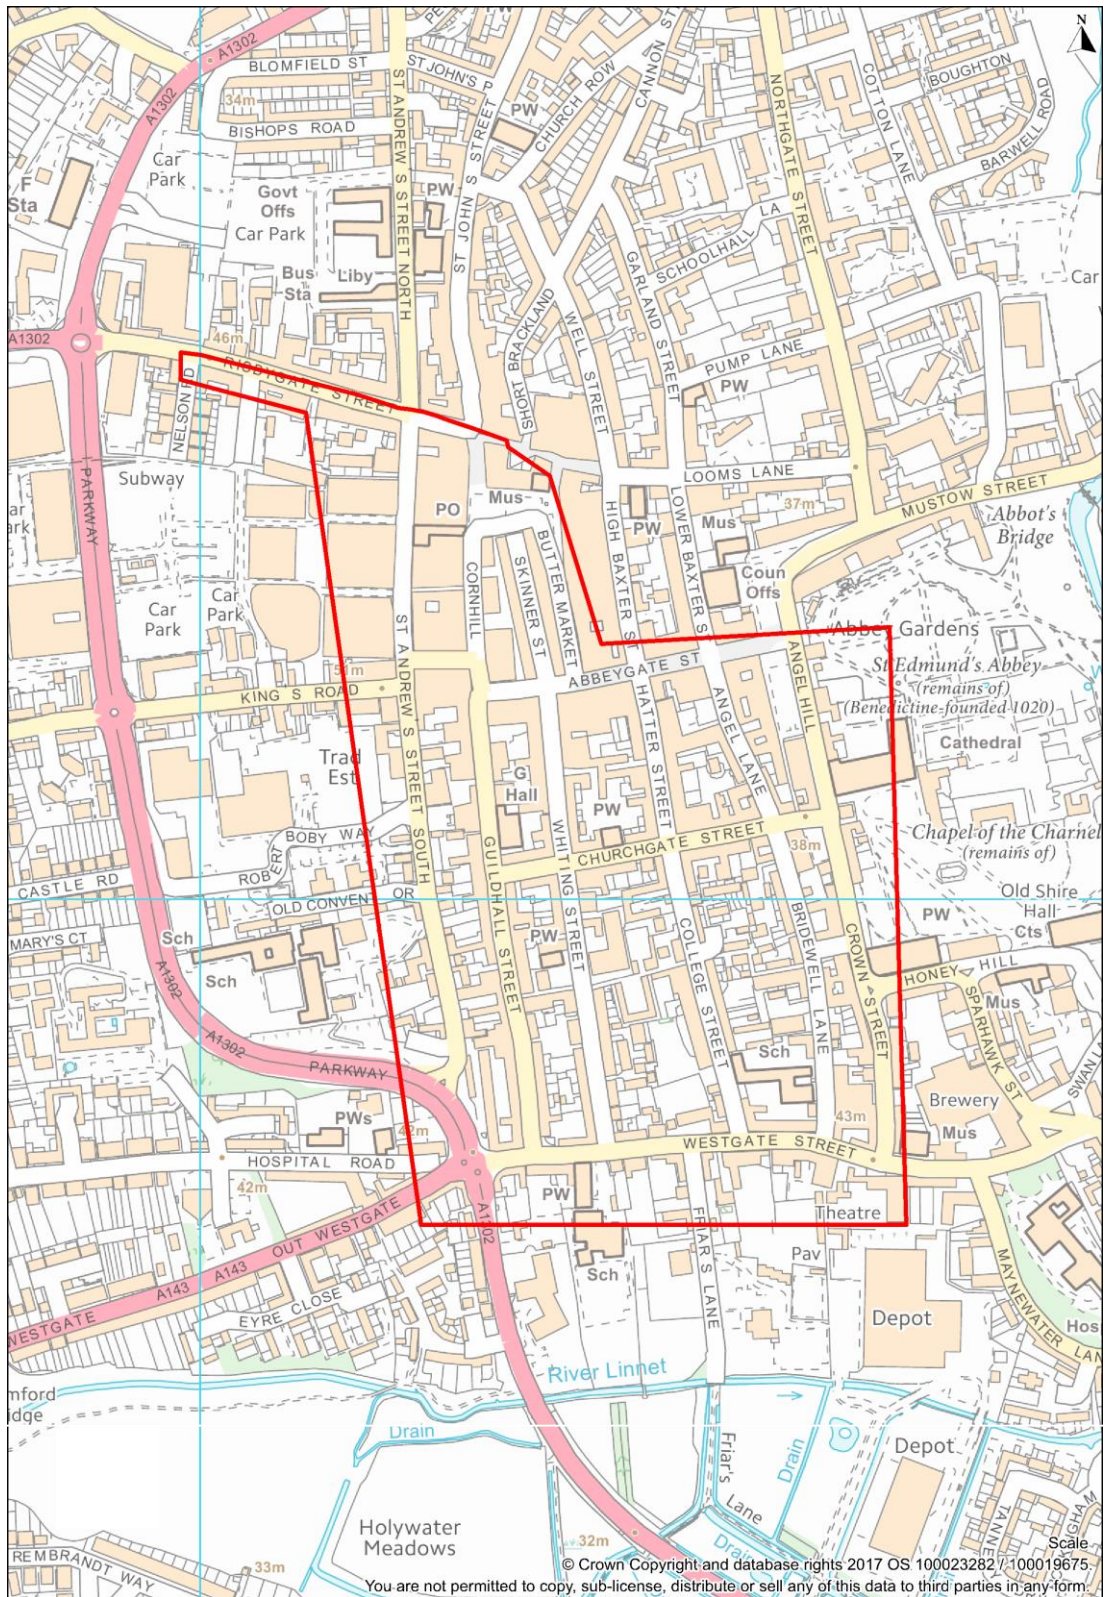 N
A1302
BLOMFIELD ST
ST JOHN'S P
PW
CANNON ST
34m
BISHOPS ROAD
CHURCH ROW
PW
NORTHGATE STREET
COTTON LANE
BOUGHTON
BARWELL ROAD
A1302
Car
Park
F
Sta
Govt
Offs
Car Park
ST ANDREW S STREET NORTH
PW
ST JOHN S STREET
SCHOOLHALL LA
GARLAND STREET
Bus
Sta
Liby
Car
A1302
46m
RISBYGATE STREET
SHORT BRACKLAND
WELL STREET
PUMP LANE
PW
NELSON RD
Subway
PARKWAY
PO
Mus
LOOMS LANE
MUSTOW STREET
37m
Abbot's
Bridge
HIGH BAXTER ST
PW
LOWER BAXTER ST
Mus
Coun
Offs
CORNHILL
SKINNER ST
BUTTER MARKET
Car
Park
Car
Park
ark
Abbey Gardens
ST ANDREW S STREET SOUTH
51m
KING S ROAD
ABBEYGATE ST
ANGEL HILL
St Edmund's Abbey
(remains of)
(Benedictine-founded 1020)
HATTER STREET
ANGEL LANE
Cathedral
Trad
Est
G
Hall
PW
WHITING STREET
GUILDHALL STREET
CHURCHGATE STREET
38m
Chapel of the Charnel
(remains of)
ROBERT BOBY WAY
CASTLE RD
OLD CONVENT OR
Old Shire
Hall
Cts
MARY'S CT
Sch
Sch
PW
COLLEGE STREET
BRIDWELL LANE
CROWN STREET
PW
HONEY HILL
Mus
SPARHAWK ST
SWAN
A1302
A1302
PARKWAY
Sch
Brewery
Mus
PWs
42m
43m
WESTGATE STREET
HOSPITAL ROAD
42m
PW
Theatre
A1302
OUT WESTGATE
A143
A143
WESTGATE
EYRE CLOSE
Sch
FRIAR S LANE
Pav
Depot
MAYNEWATER LAN
Hos
River Linnet
mford
idge
Drain
Friar's
Lane
Drain
Depot
Holywater
Meadows
32m
Drain
REMBRANDT WAY
33m
Scale
© Crown Copyright and database rights 2017 OS 100023282 / 100019675.
You are not permitted to copy, sub-license, distribute or sell any of this data to third parties in any form.